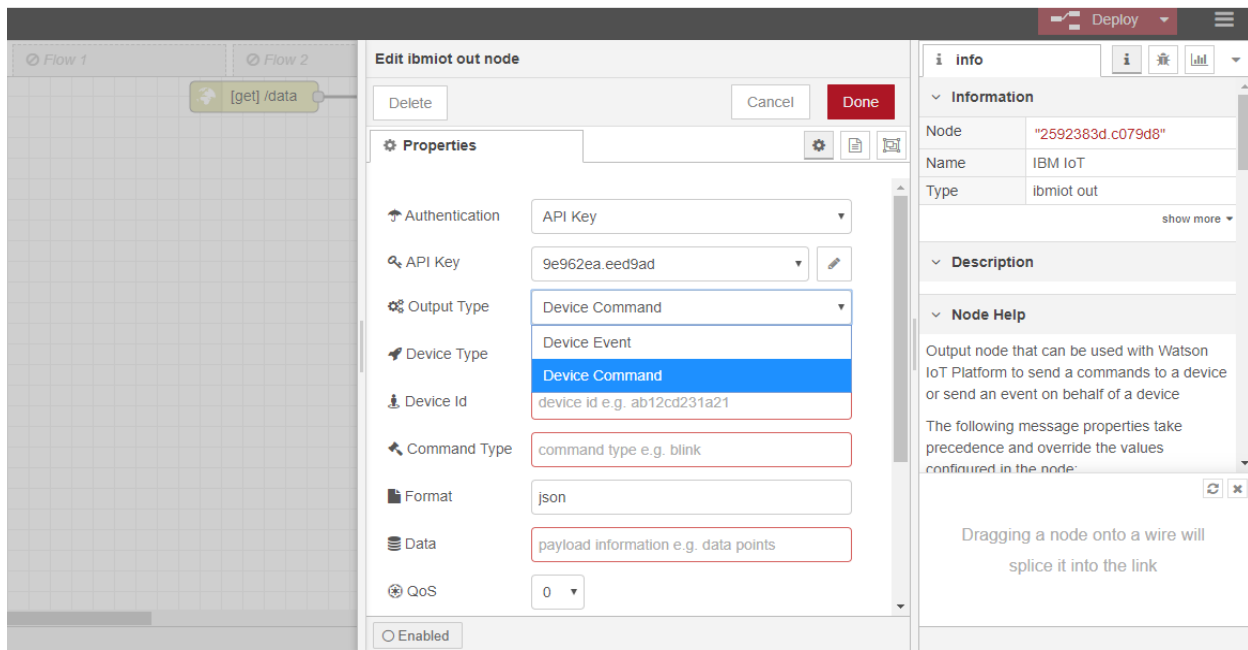 Deploy
Flow 1
Flow 2
[get] /data
Edit ibmiot out node
Delete
Cancel
Done
Properties
Authentication
API Key
API Key
9e962ea.eed9ad
Output Type
Device Command
Device Event
Device Command
Device Type
Device Id
device id e.g. ab12cd231a21
Command Type
command type e.g. blink
Format
json
Data
payload information e.g. data points
QoS
0
Enabled
i info
i
Information
Node
"2592383d.c079d8"
Name
IBM IoT
Type
ibmiot out
show more
Description
Node Help
Output node that can be used with Watson
IoT Platform to send a commands to a device
or send an event on behalf of a device
The following message properties take
precedence and override the values
configured in the node:
Dragging a node onto a wire will
splice it into the link